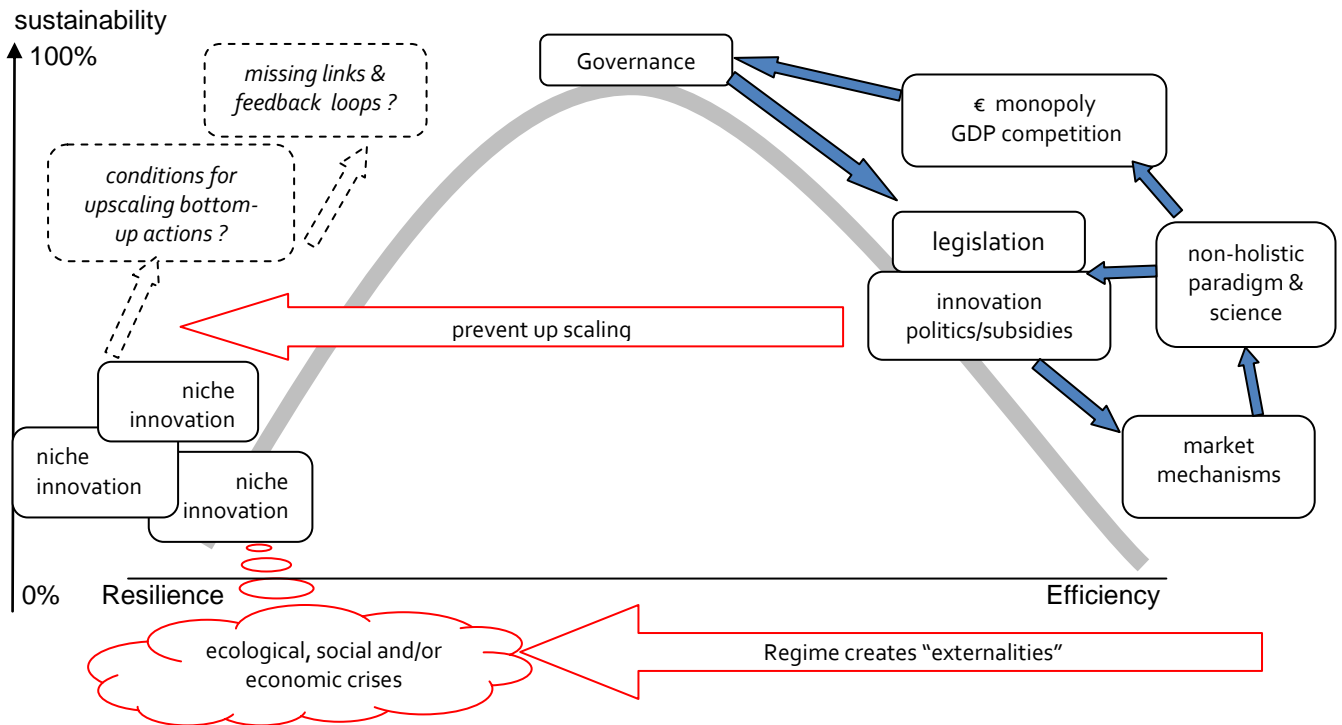 sustainability
100%
missing links &
feedback loops ?
Governance
€ monopoly
GDP competition
conditions for
upscaling bottom-
up actions ?
legislation
non-holistic
paradigm &
science
innovation
politics/subsidies
prevent up scaling
niche
innovation
niche
innovation
niche
innovation
market
mechanisms
0%
Resilience
Efficiency
ecological, social and/or
economic crises
Regime creates “externalities”